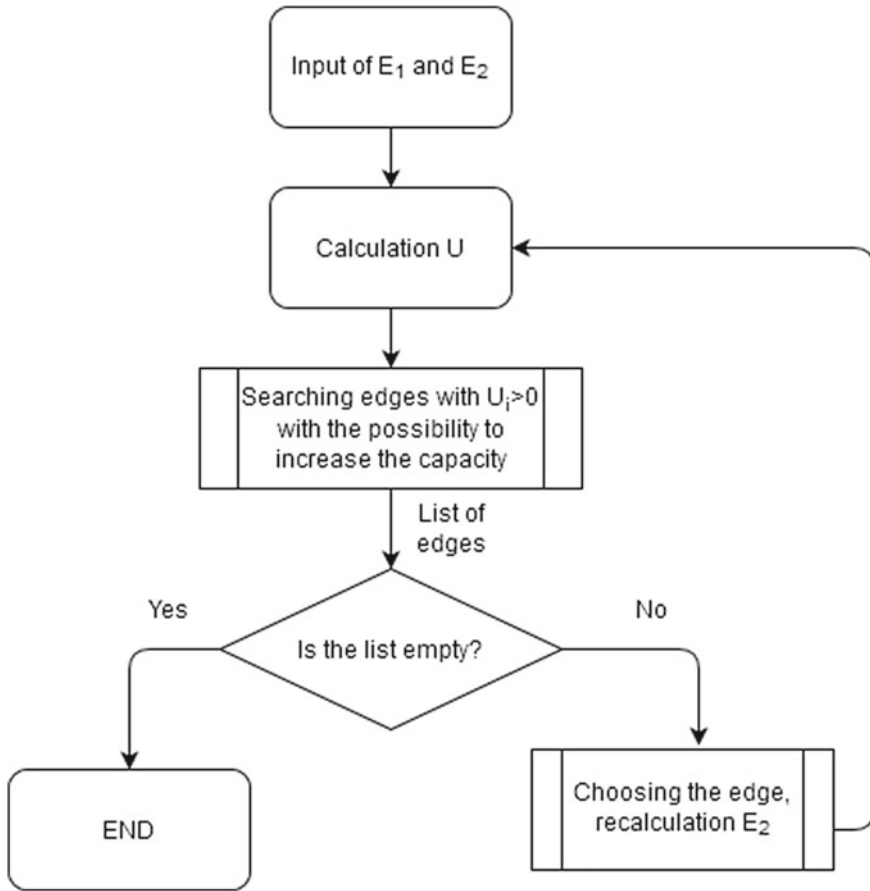 Input of E₁ and E₂
Calculation U
Searching edges with Uᵢ>0
with the possibility to
increase the capacity
List of
edges
Yes
No
Is the list empty?
END
Choosing the edge,
recalculation E₂